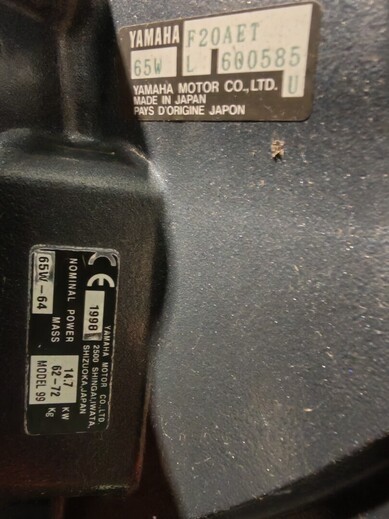 YAMAHA F20AET
65W L 600585
YAMAHA MOTOR CO.,LTD. U
MADE IN JAPAN
PAYS D'ORIGINE JAPON
CE 1998 YAMAHA MOTOR CO.,LTD.
2500 SHINGAI,IWATA,
SHIZUOKA,JAPAN
NOMINAL POWER 14.7 KW
MASS 62-72 Kg
65W-64 MODEL 99